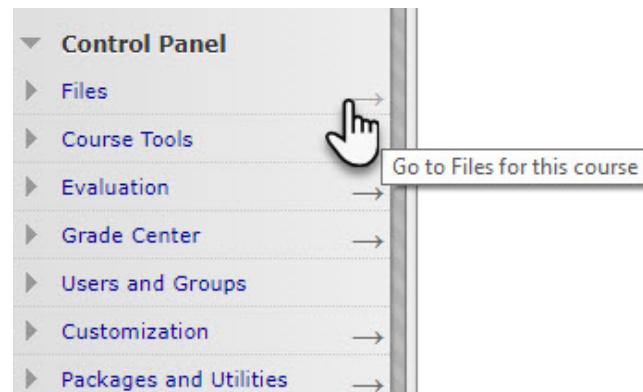 Control Panel
Files
Go to Files for this course
Course Tools
Evaluation
Grade Center
Users and Groups
Customization
Packages and Utilities